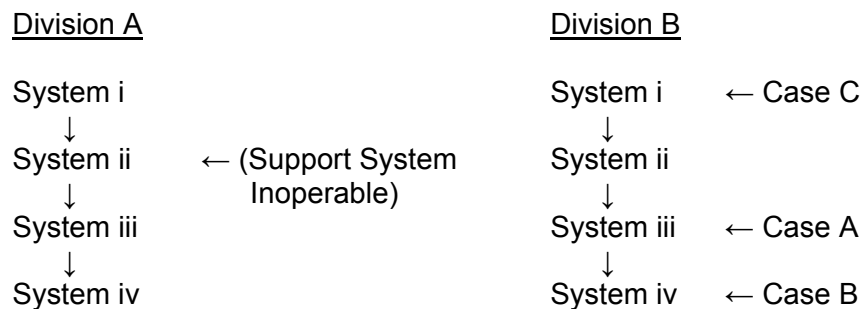 Division A
System i
↓
System ii ← (Support System
Inoperable)
↓
System iii
↓
System iv
Division B
System i ← Case C
↓
System ii
↓
System iii ← Case A
↓
System iv ← Case B